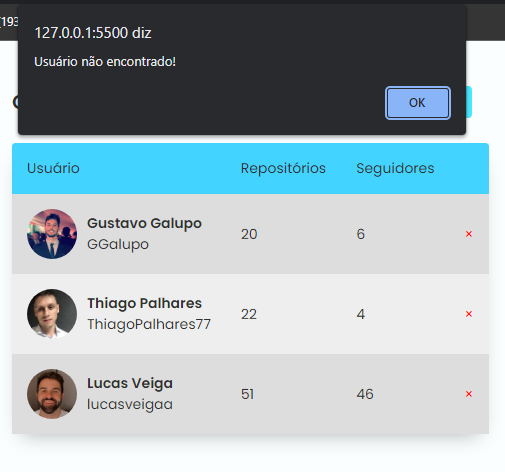 [193
127.0.0.1:5500 diz
Usuário não encontrado!
OK
Usuário Repositórios Seguidores
Gustavo Galupo
GGalupo
20 6 ×
Thiago Palhares
ThiagoPalhares77
22 4 ×
Lucas Veiga
lucasveigaa
51 46 ×